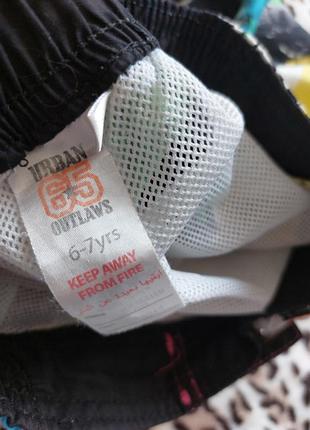 URBAN
65
OUTLAWS
6-7yrs
KEEP AWAY
FROM FIRE